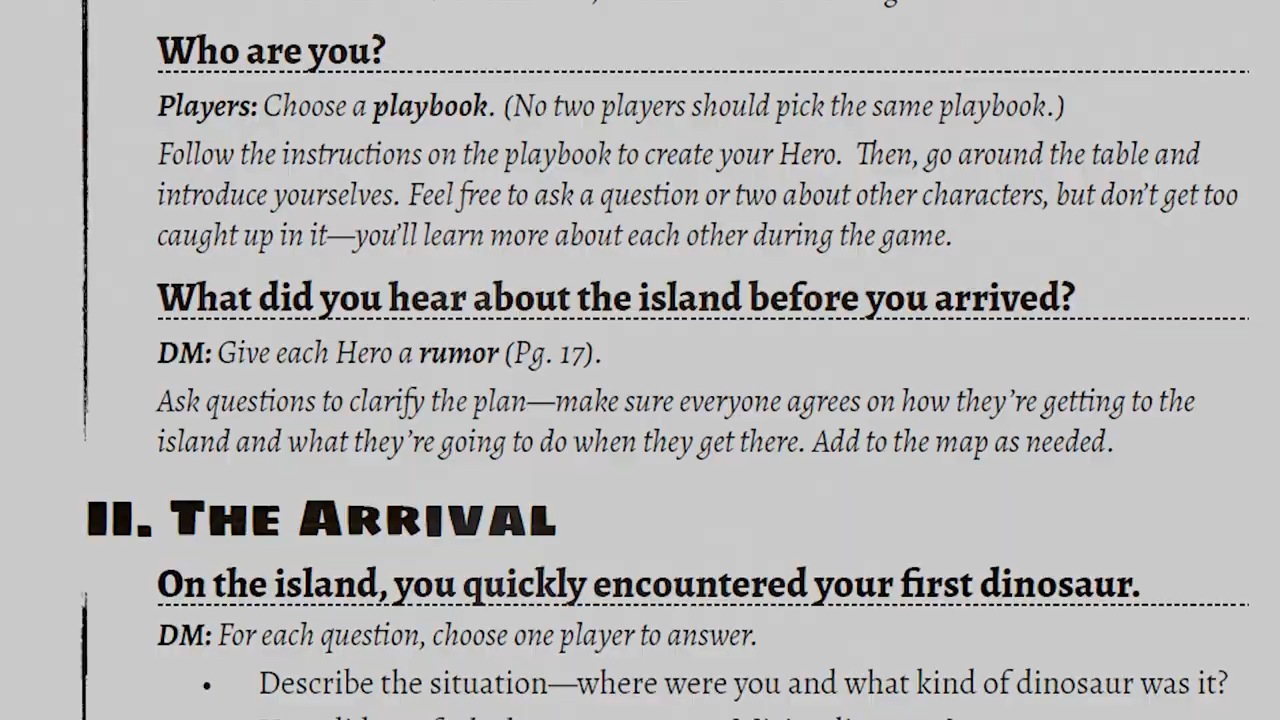 Who are you?
Players: Choose a playbook. (No two players should pick the same playbook.)
Follow the instructions on the playbook to create your Hero.  Then, go around the table and
introduce yourselves. Feel free to ask a question or two about other characters, but don’t get too
caught up in it—you’ll learn more about each other during the game.
What did you hear about the island before you arrived?
DM: Give each Hero a rumor (Pg. 17).
Ask questions to clarify the plan—make sure everyone agrees on how they’re getting to the
island and what they’re going to do when they get there. Add to the map as needed.
II. The Arrival
On the island, you quickly encountered your first dinosaur.
DM: For each question, choose one player to answer.
• Describe the situation—where were you and what kind of dinosaur was it?